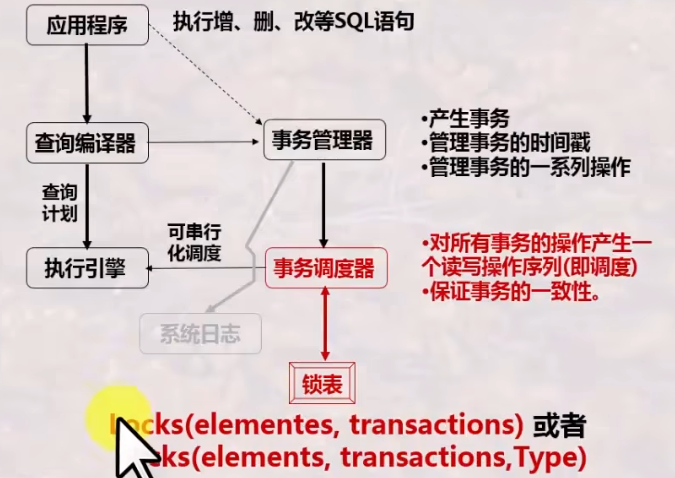 应用程序
执行增、删、改等SQL语句
查询编译器
事务管理器
•产生事务
•管理事务的时间戳
•管理事务的一系列操作
查询
计划
可串行
化调度
执行引擎
事务调度器
•对所有事务的操作产生一
个读写操作序列(即调度)
•保证事务的一致性。
系统日志
锁表
Locks(elementes, transactions) 或者
cks(elements, transactions,Type)